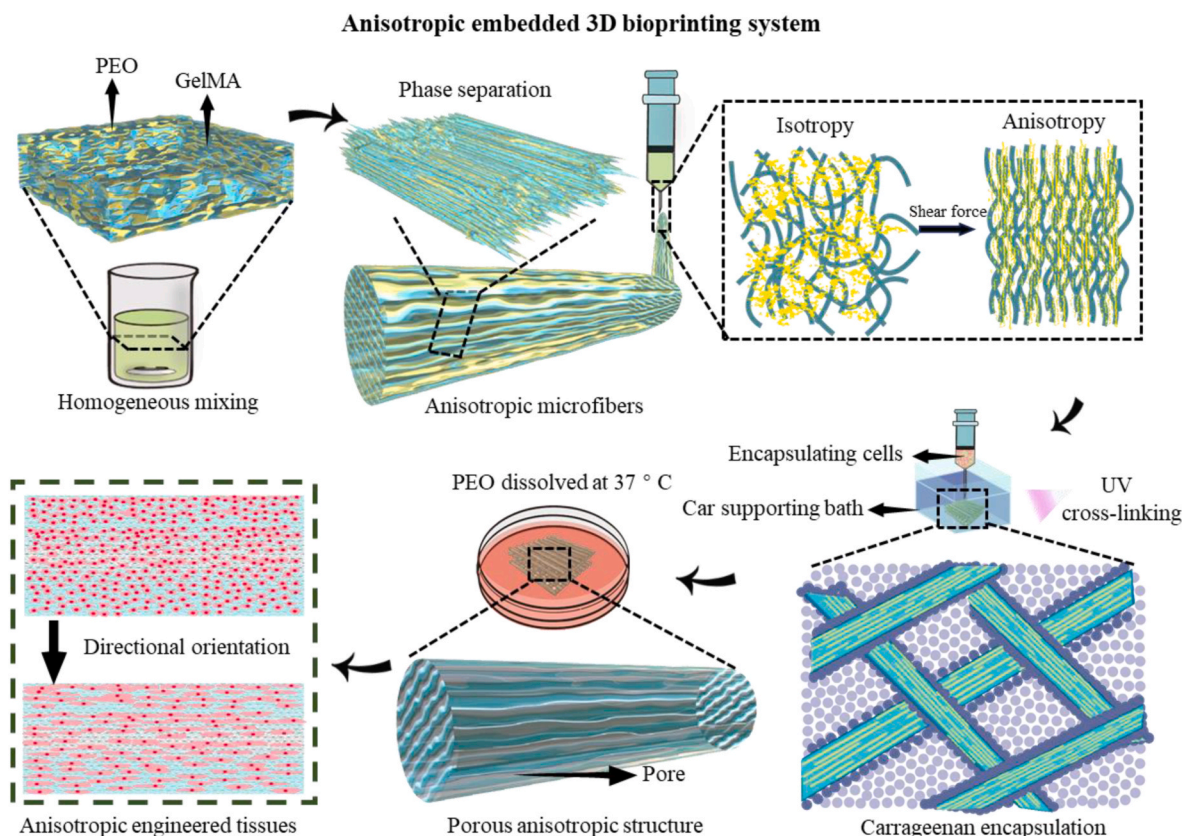 Anisotropic embedded 3D bioprinting system
PEO
GelMA
Phase separation
Isotropy
Anisotropy
Shear force
Homogeneous mixing
Anisotropic microfibers
Encapsulating cells
Car supporting bath
UV
cross-linking
PEO dissolved at 37 ° C
Directional orientation
Pore
Anisotropic engineered tissues
Porous anisotropic structure
Carrageenan encapsulation